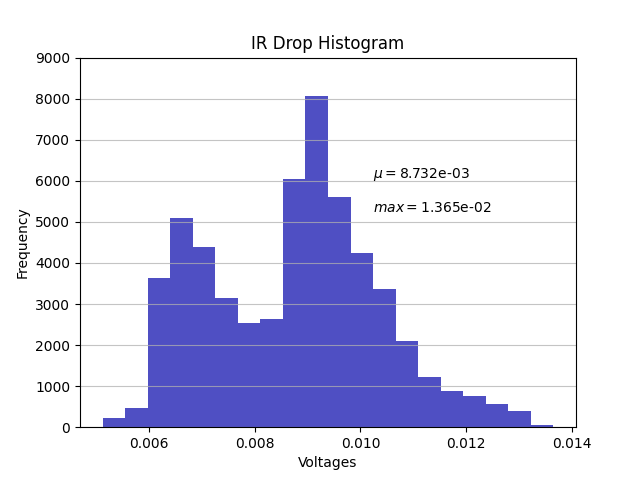 IR Drop Histogram
9000
8000
7000
6000
5000
4000
3000
2000
1000
0
Frequency
μ = 8.732e-03
max = 1.365e-02
0.006 0.008 0.010 0.012 0.014
Voltages